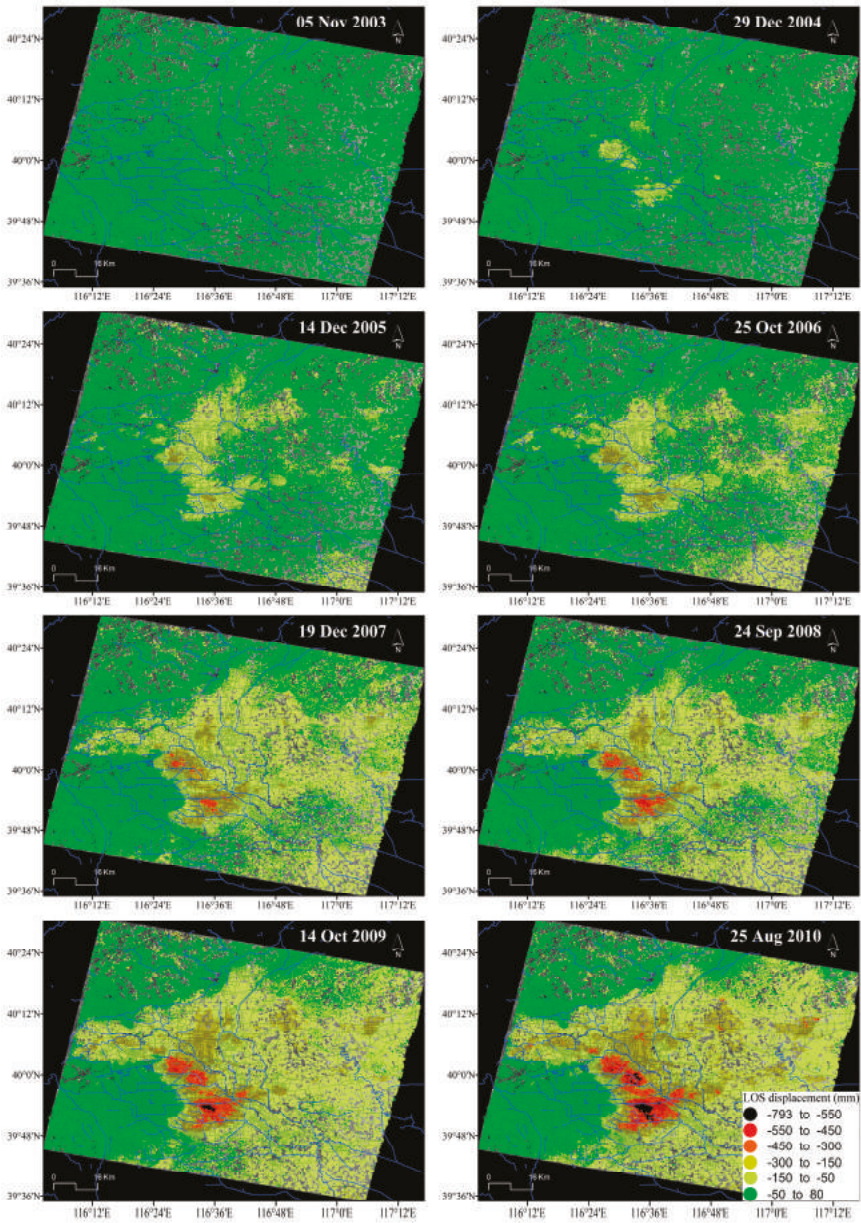 05 Nov 2003
N
40°24'N
40°12'N
40°0'N
39°48'N
39°36'N
0 16 Km
116°12'E 116°24'E 116°36'E 116°48'E 117°0'E 117°12'E
29 Dec 2004
N
40°24'N
40°12'N
40°0'N
39°48'N
39°36'N
0 16 Km
116°12'E 116°24'E 116°36'E 116°48'E 117°0'E 117°12'E
14 Dec 2005
N
40°24'N
40°12'N
40°0'N
39°48'N
39°36'N
0 16 Km
116°12'E 116°24'E 116°36'E 116°48'E 117°0'E 117°12'E
25 Oct 2006
N
40°24'N
40°12'N
40°0'N
39°48'N
39°36'N
0 16 Km
116°12'E 116°24'E 116°36'E 116°48'E 117°0'E 117°12'E
19 Dec 2007
N
40°24'N
40°12'N
40°0'N
39°48'N
39°36'N
0 16 Km
116°12'E 116°24'E 116°36'E 116°48'E 117°0'E 117°12'E
24 Sep 2008
N
40°24'N
40°12'N
40°0'N
39°48'N
39°36'N
0 16 Km
116°12'E 116°24'E 116°36'E 116°48'E 117°0'E 117°12'E
14 Oct 2009
N
40°24'N
40°12'N
40°0'N
39°48'N
39°36'N
0 16 Km
116°12'E 116°24'E 116°36'E 116°48'E 117°0'E 117°12'E
25 Aug 2010
N
40°24'N
40°12'N
40°0'N
39°48'N
39°36'N
0 16 Km
116°12'E 116°24'E 116°36'E 116°48'E 117°0'E 117°12'E
LOS displacement (mm)
-793 to -550
-550 to -450
-450 to -300
-300 to -150
-150 to -50
-50 to 80